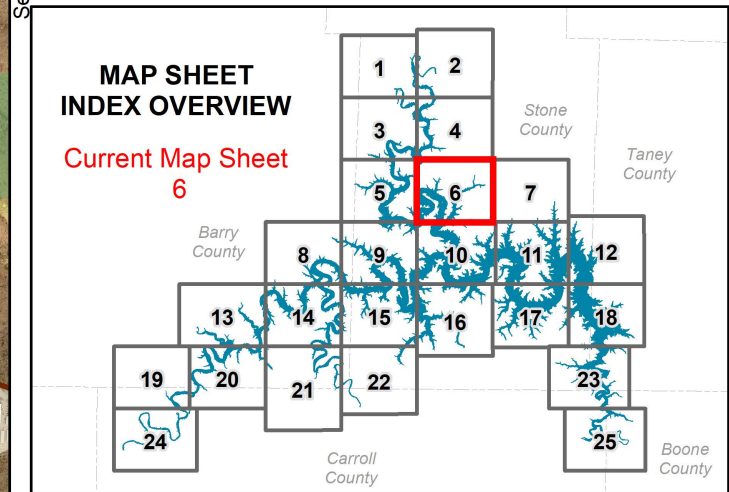 Se
MAP SHEET
INDEX OVERVIEW
Current Map Sheet
6
1
2
3
4
Stone
County
Taney
County
5
6
7
Barry
County
8
9
10
11
12
13
14
15
16
17
18
19
20
21
22
23
24
25
Carroll
County
Boone
County